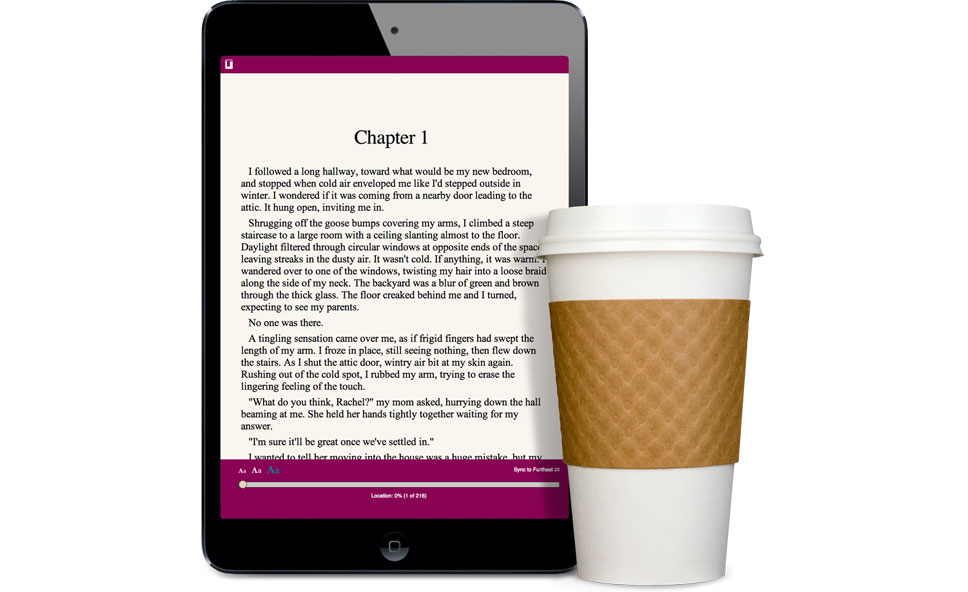 Chapter 1
I followed a long hallway, toward what would be my new bedroom,
and stopped when cold air enveloped me like I'd stepped outside in
winter. I wondered if it was coming from a nearby door leading to the
attic. It hung open, inviting me in.
Shrugging off the goose bumps covering my arms, I climbed a steep
staircase to a large room with a ceiling slanting almost to the floor.
Daylight filtered through circular windows at opposite ends of the space
leaving streaks in the dusty air. It wasn't cold. If anything, it was warm. I
wandered over to one of the windows, twisting my hair into a loose braid
along the side of my neck. The backyard was a blur of green and brown
through the thick glass. The floor creaked behind me and I turned,
expecting to see my parents.
No one was there.
A tingling sensation came over me, as if frigid fingers had swept the
length of my arm. I froze in place, still seeing nothing, then flew down
the stairs. As I shut the attic door, wintry air bit at my skin again.
Rushing out of the cold spot, I rubbed my arm, trying to erase the
lingering feeling of the touch.
"What do you think, Rachel?" my mom asked, hurrying down the hall
beaming at me. She held her hands tightly together waiting for my
answer.
"I'm sure it'll be great once we've settled in."
I wanted to tell her moving into the house was a huge mistake, but my
Aa Aa Aa Sync to Furthest
Location: 0% (1 of 216)